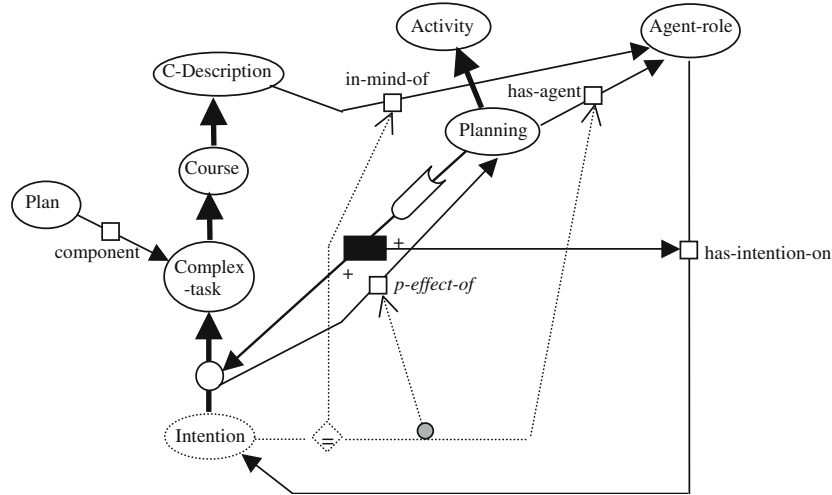 Activity
Agent-role
C-Description
in-mind-of
has-agent
Planning
Course
Plan
component
Complex
-task
+
has-intention-on
+
p-effect-of
Intention
=